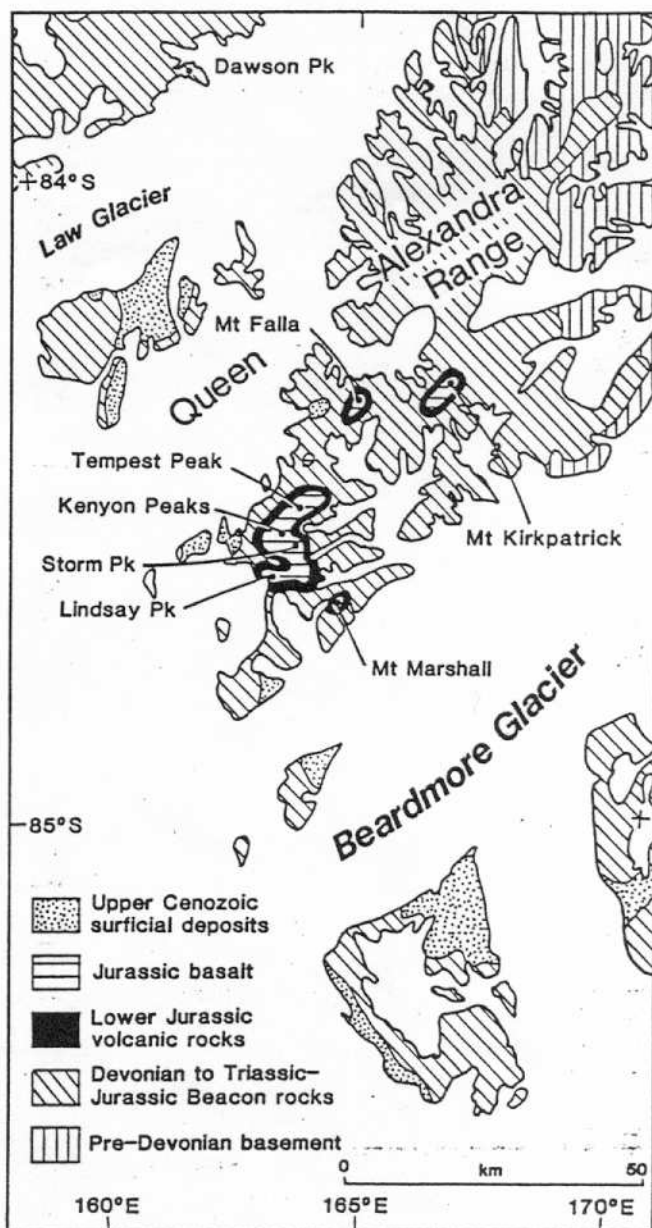 Dawson Pk
84°S
Law Glacier
Alexandra
Range
Mt Falla
Queen
Tempest Peak
Kenyon Peaks
Mt Kirkpatrick
Storm Pk
Lindsay Pk
Mt Marshall
Beardmore Glacier
85°S
Upper Cenozoic
surficial deposits
Jurassic basalt
Lower Jurassic
volcanic rocks
Devonian to Triassic-
Jurassic Beacon rocks
Pre-Devonian basement
0 km 50
160°E 165°E 170°E